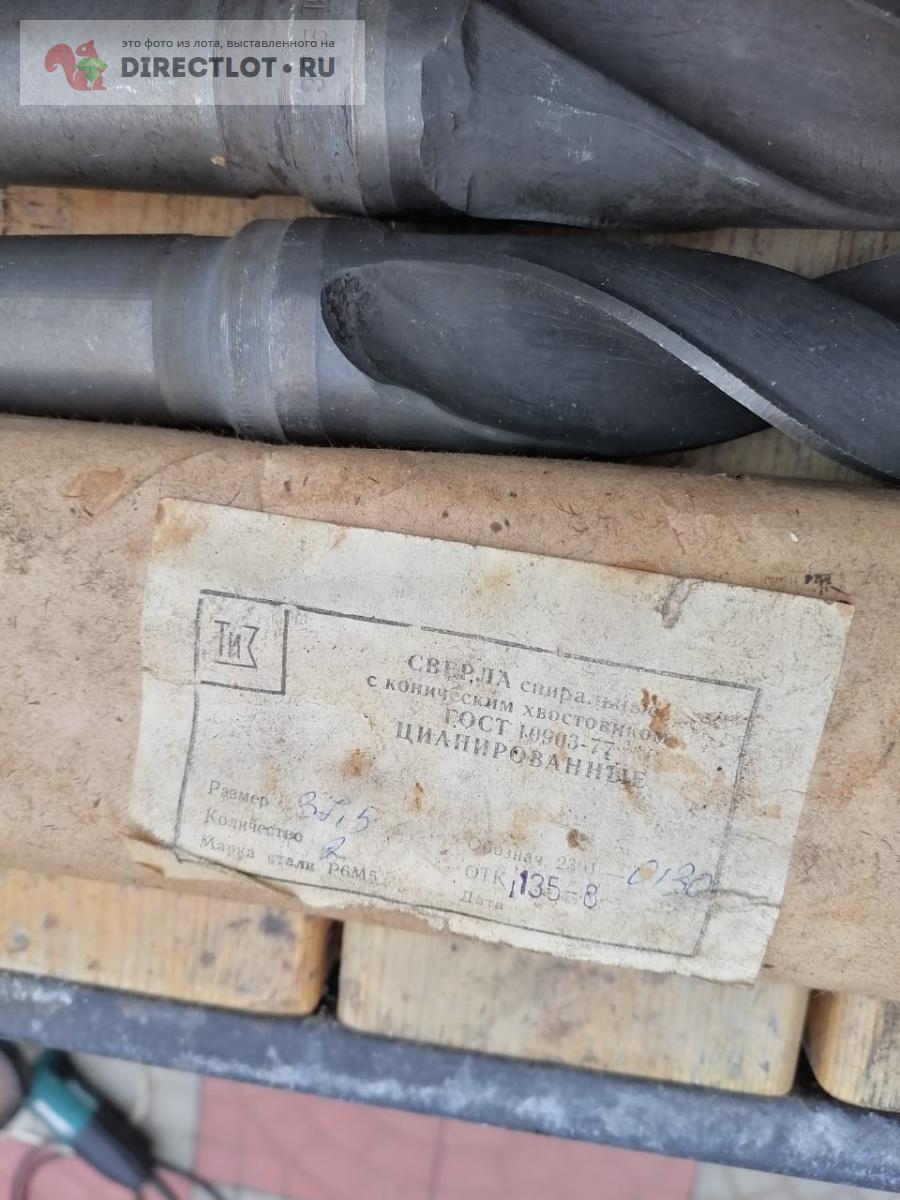 это фото из лота, выставленного на
DIRECTLOT•RU
ТИЗ
СВЕРЛА спиральные
с коническим хвостовиком
ГОСТ 10903-77
ЦИАНИРОВАННЫЕ
Размер 37,5
Количество 2
Обознач. 2301 0130
Марка стали Р6М5
ОТК 135-8
Дата